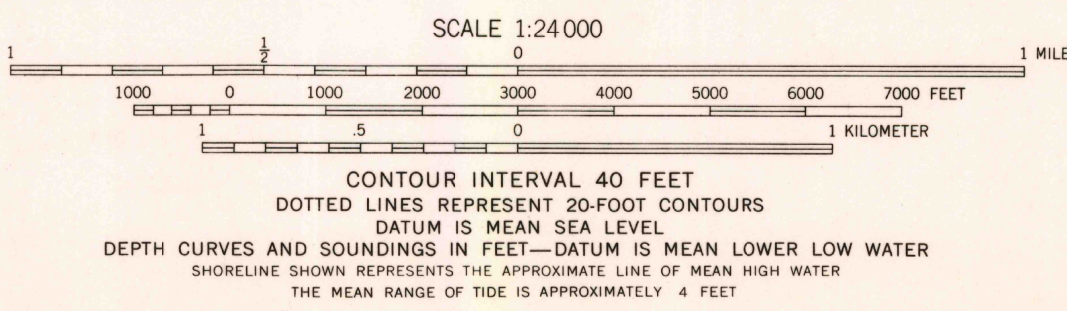 SCALE 1:24000
1 1/2 0 1 MILE
1000 0 1000 2000 3000 4000 5000 6000 7000 FEET
1 .5 0 1 KILOMETER
CONTOUR INTERVAL 40 FEET
DOTTED LINES REPRESENT 20-FOOT CONTOURS
DATUM IS MEAN SEA LEVEL
DEPTH CURVES AND SOUNDINGS IN FEET—DATUM IS MEAN LOWER LOW WATER
SHORELINE SHOWN REPRESENTS THE APPROXIMATE LINE OF MEAN HIGH WATER
THE MEAN RANGE OF TIDE IS APPROXIMATELY 4 FEET